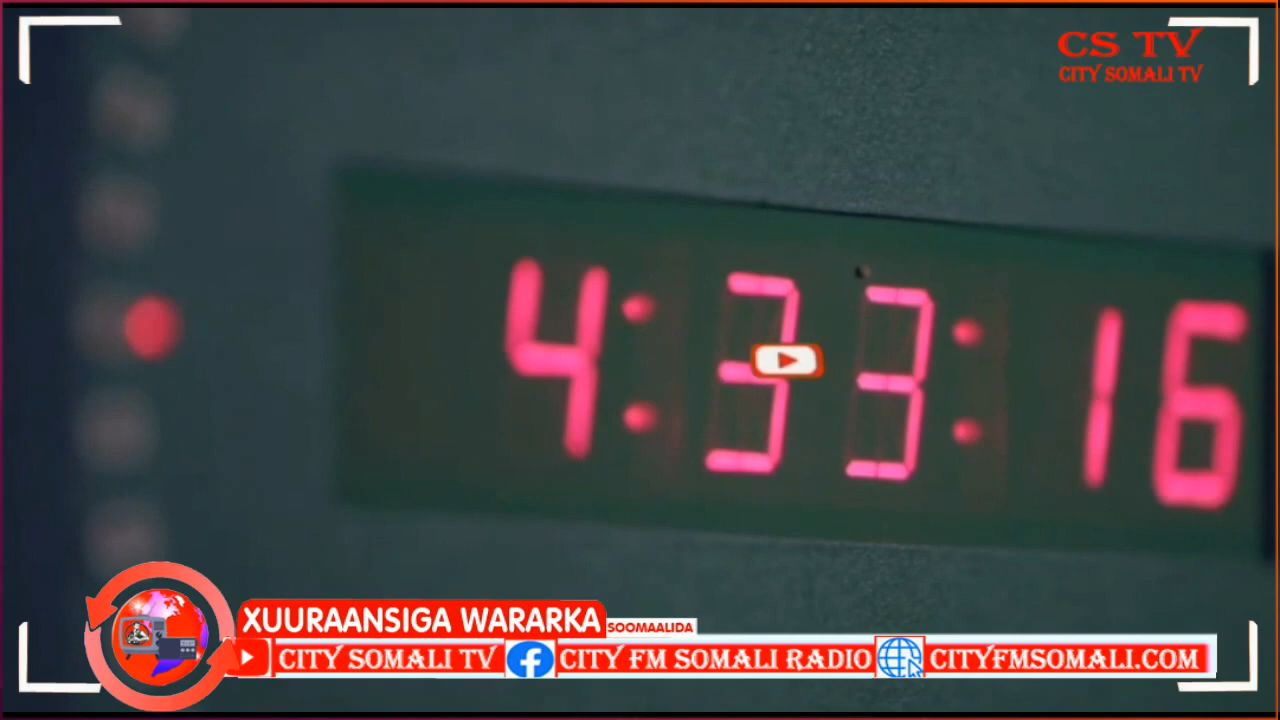 CS TV
CITY SOMALI TV
4:33:16
XUURAANSIGA WARARKA
SOOMAALIDA
CITY SOMALI TV
CITY FM SOMALI RADIO
CITYFMSOMALI.COM